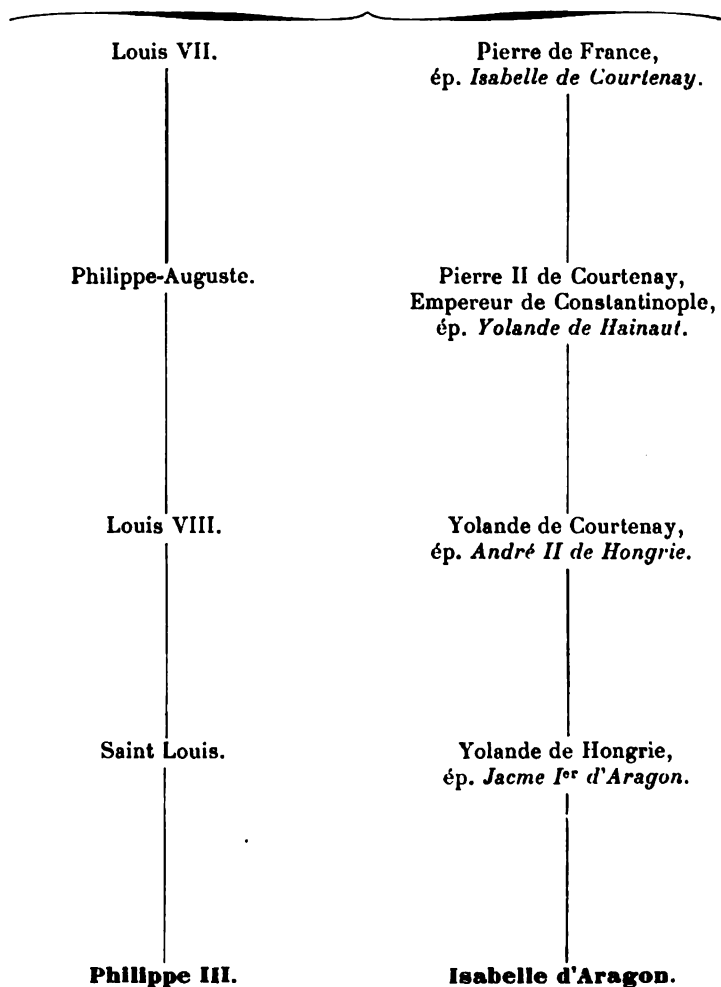 Louis VII.
Pierre de France,
ép. Isabelle de Courtenay.
Philippe-Auguste.
Pierre II de Courtenay,
Empereur de Constantinople,
ép. Yolande de Hainaut.
Louis VIII.
Yolande de Courtenay,
ép. André II de Hongrie.
Saint Louis.
Yolande de Hongrie,
ép. Jacme Ier d'Aragon.
Philippe III.
Isabelle d'Aragon.